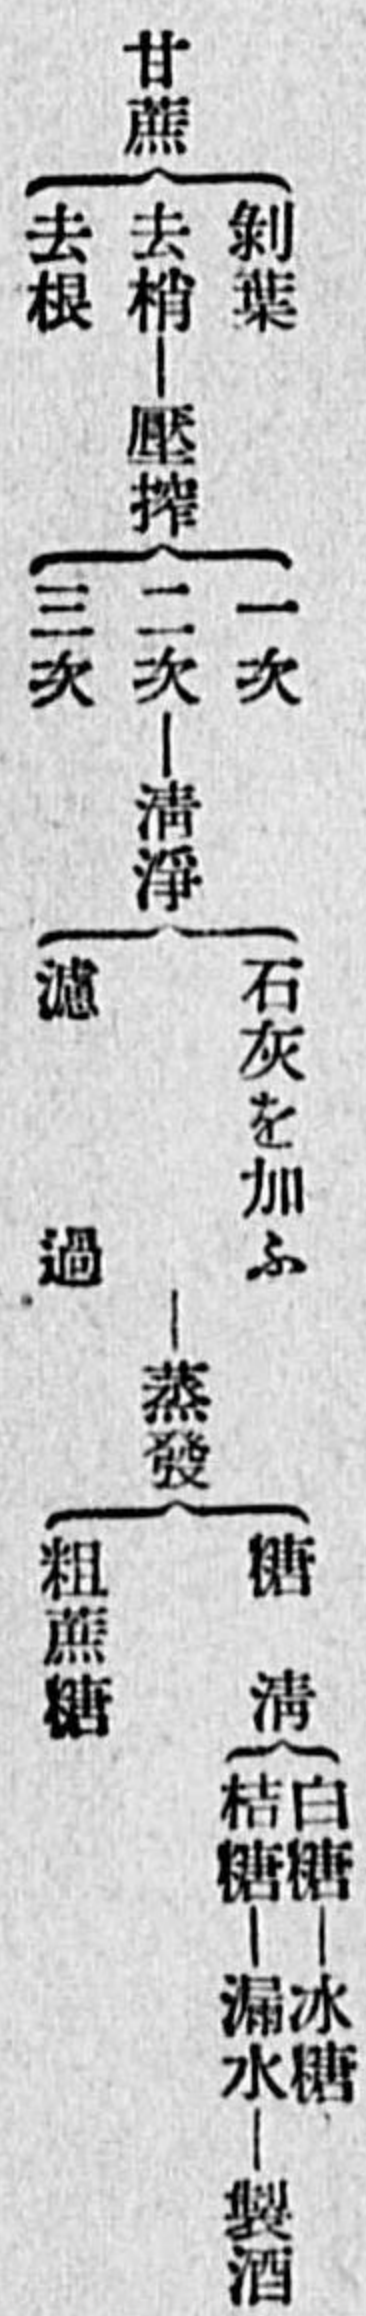 甘蔗
剝葉
去梢
去根
壓搾
一次
二次
三次
淸淨
石灰を加ふ
濾過
蒸發
糖淸
白糖
冰糖
桔糖
漏水
製酒
粗蔗糖